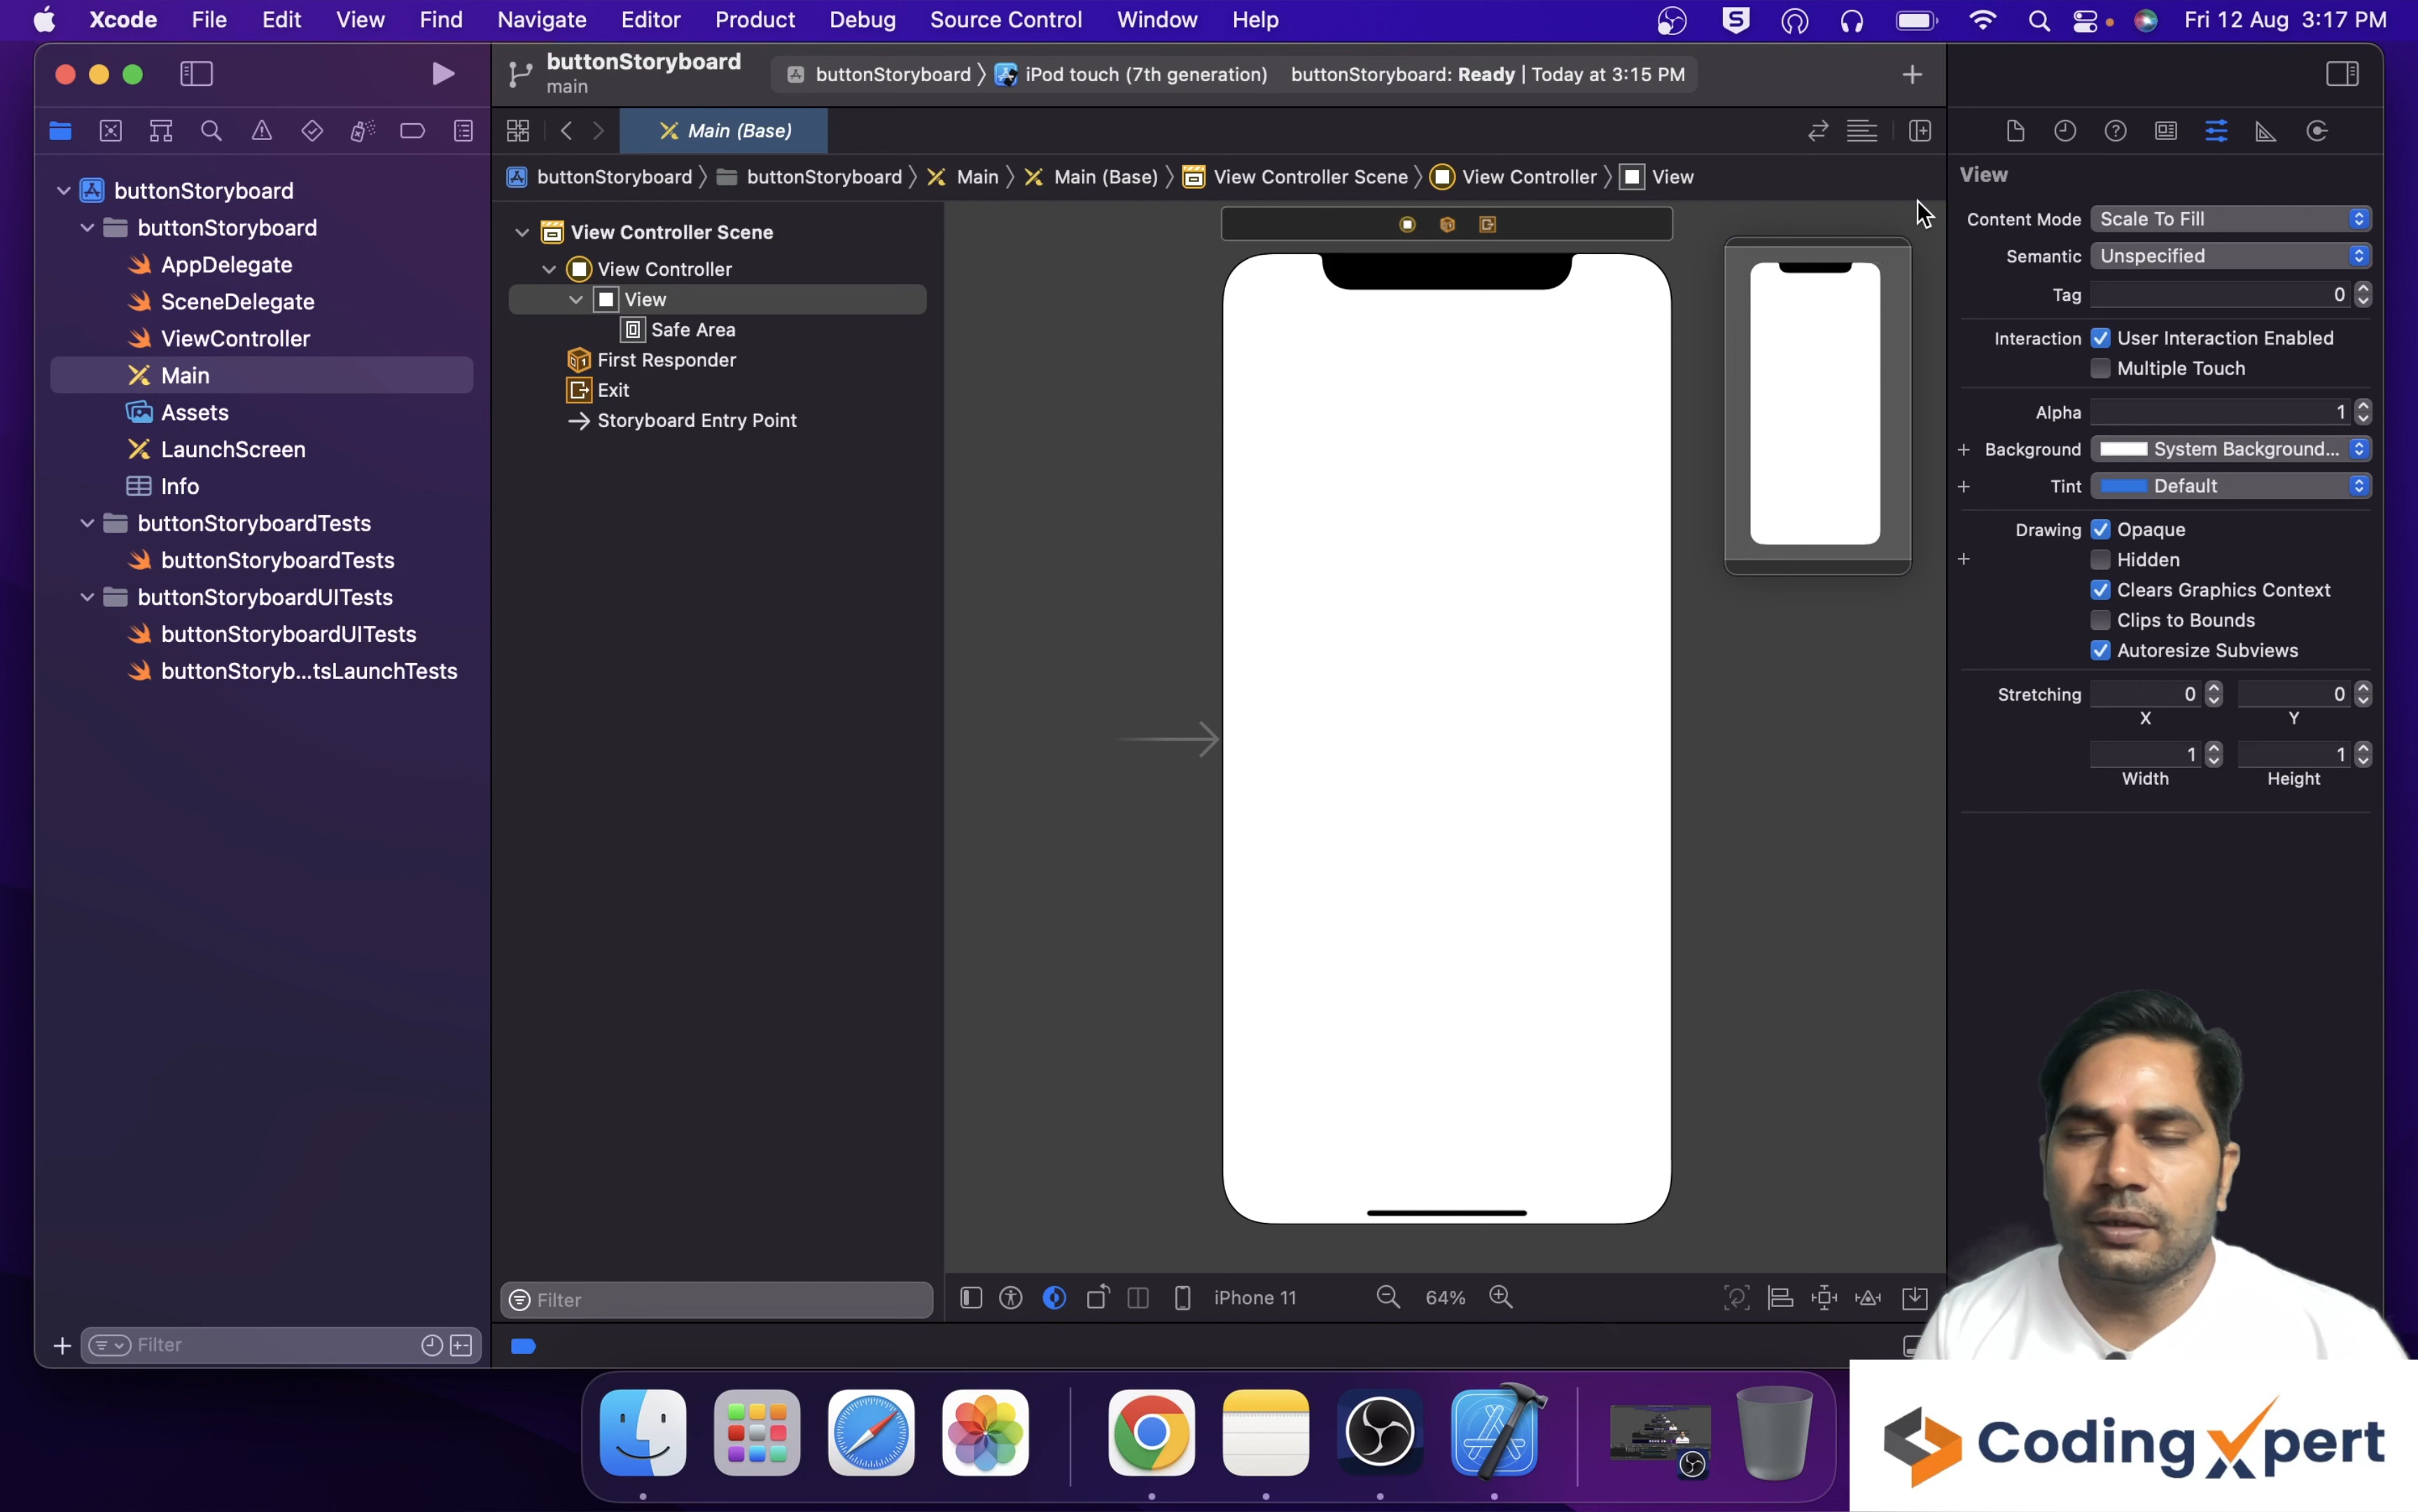 Xcode File Edit View Find Navigate Editor Product Debug Source Control Window Help
S
Fri 12 Aug 3:17 PM
buttonStoryboard
main
buttonStoryboard
iPod touch (7th generation)
buttonStoryboard: Ready | Today at 3:15 PM
Main (Base)
buttonStoryboard
buttonStoryboard
Main
Main (Base)
View Controller Scene
View Controller
View
buttonStoryboard
buttonStoryboard
AppDelegate
SceneDelegate
ViewController
Main
Assets
LaunchScreen
Info
buttonStoryboardTests
buttonStoryboardTests
buttonStoryboardUITests
buttonStoryboardUITests
buttonStoryb...tsLaunchTests
Filter
View Controller Scene
View Controller
View
Safe Area
First Responder
Exit
Storyboard Entry Point
Filter
iPhone 11
64%
View
Content Mode Scale To Fill
Semantic Unspecified
Tag 0
Interaction User Interaction Enabled
Multiple Touch
Alpha 1
Background System Background...
Tint Default
Drawing Opaque
Hidden
Clears Graphics Context
Clips to Bounds
Autoresize Subviews
Stretching 0 0
X Y
1 1
Width Height
CodingXpert